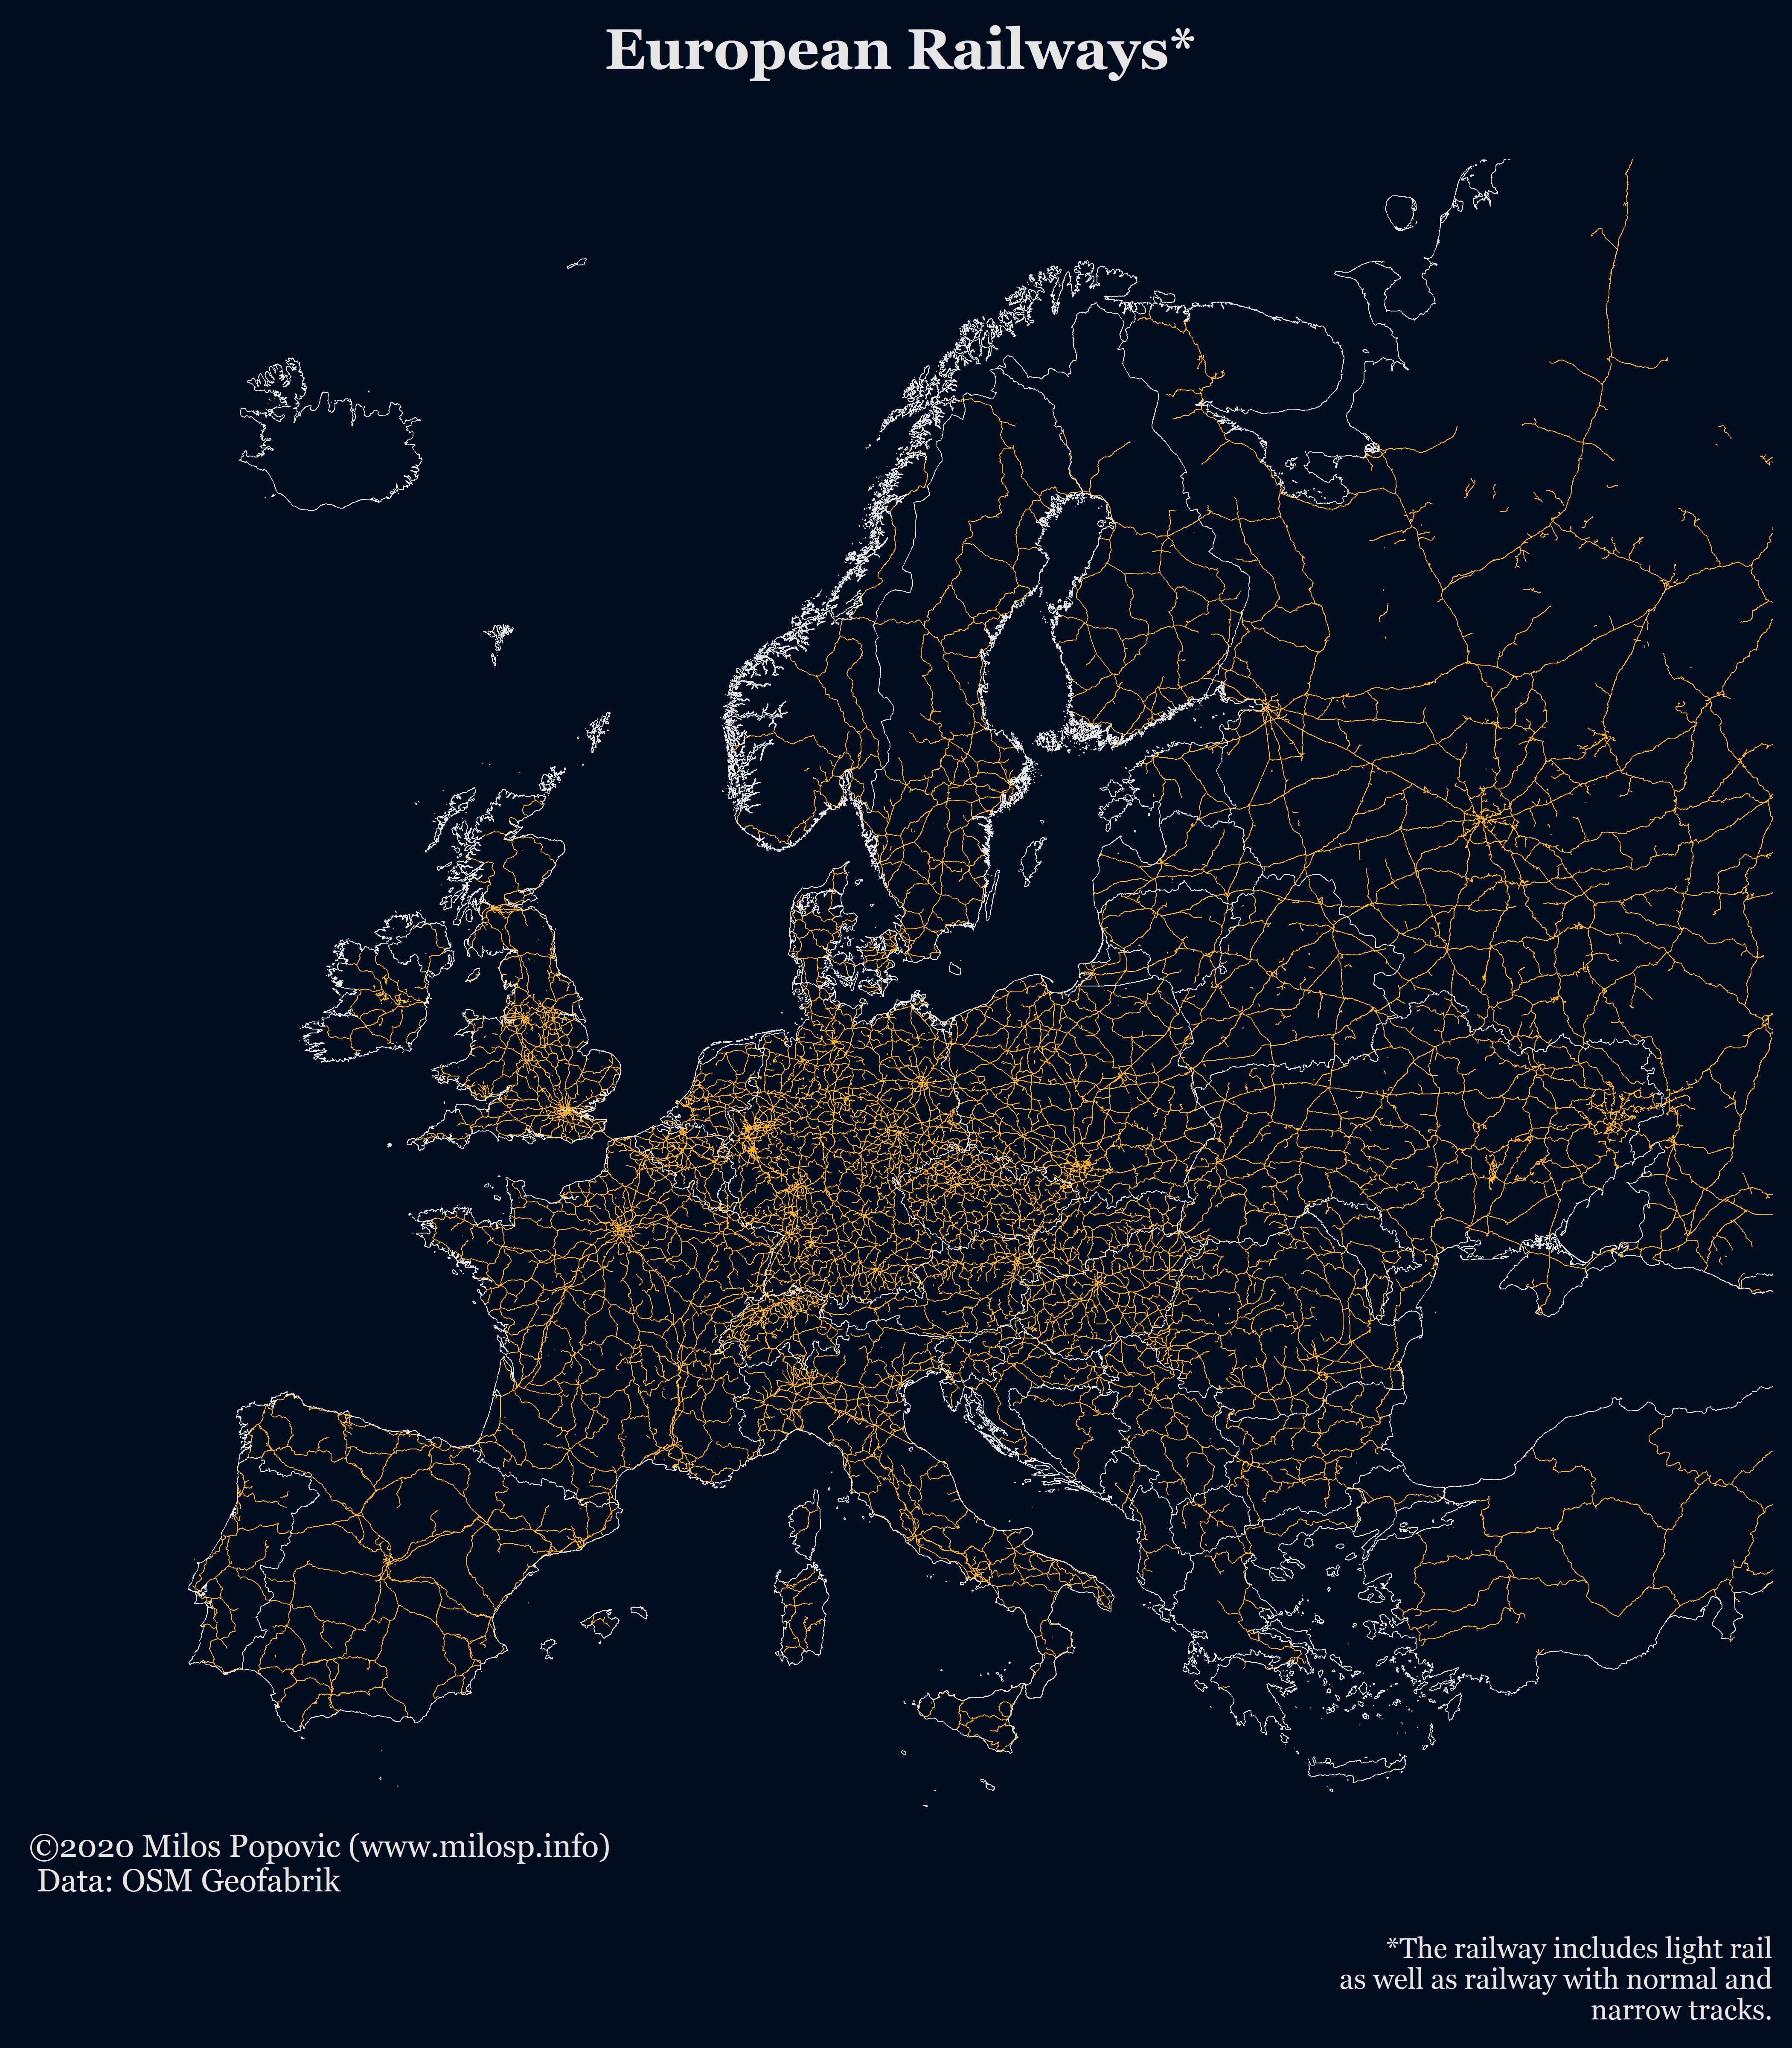 European Railways*
©2020 Milos Popovic (www.milosp.info)
Data: OSM Geofabrik
*The railway includes light rail
as well as railway with normal and
narrow tracks.